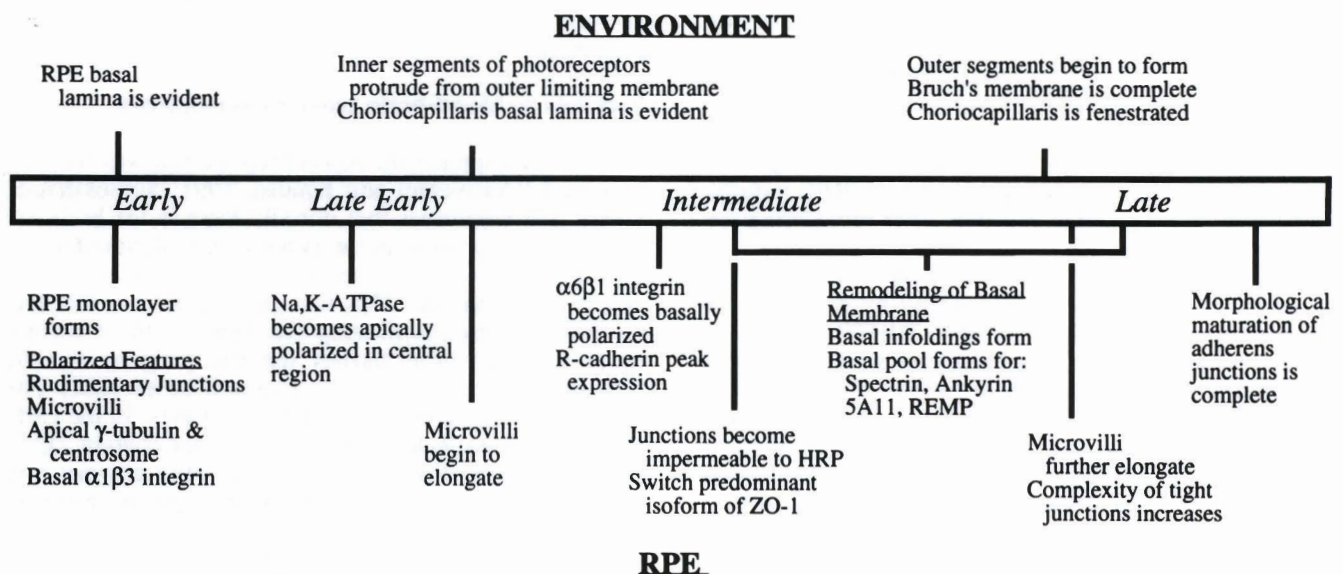 ENVIRONMENT
RPE basal
lamina is evident
Inner segments of photoreceptors
protrude from outer limiting membrane
Choriocapillaris basal lamina is evident
Outer segments begin to form
Bruch's membrane is complete
Choriocapillaris is fenestrated
Early
Late Early
Intermediate
Late
RPE monolayer
forms
Polarized Features
Rudimentary Junctions
Microvilli
Apical γ-tubulin &
centrosome
Basal α1β3 integrin
Na,K-ATPase
becomes apically
polarized in central
region
Microvilli
begin to
elongate
α6β1 integrin
becomes basally
polarized
R-cadherin peak
expression
Junctions become
impermeable to HRP
Switch predominant
isoform of ZO-1
Remodeling of Basal
Membrane
Basal infoldings form
Basal pool forms for:
Spectrin, Ankyrin
5A11, REMP
Microvilli
further elongate
Complexity of tight
junctions increases
Morphological
maturation of
adherens
junctions is
complete
RPE